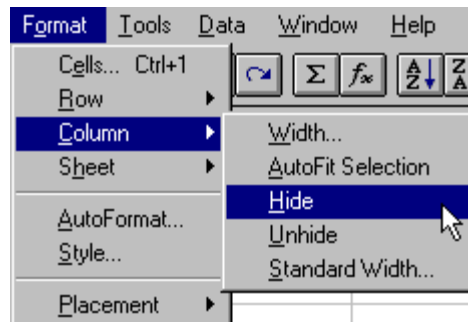 Format Tools Data Window Help
Cells... Ctrl+1
Σ f× A Z↓ Z A
Row
Column
Width...
Sheet
AutoFit Selection
Hide
AutoFormat...
Unhide
Style...
Standard Width...
Placement